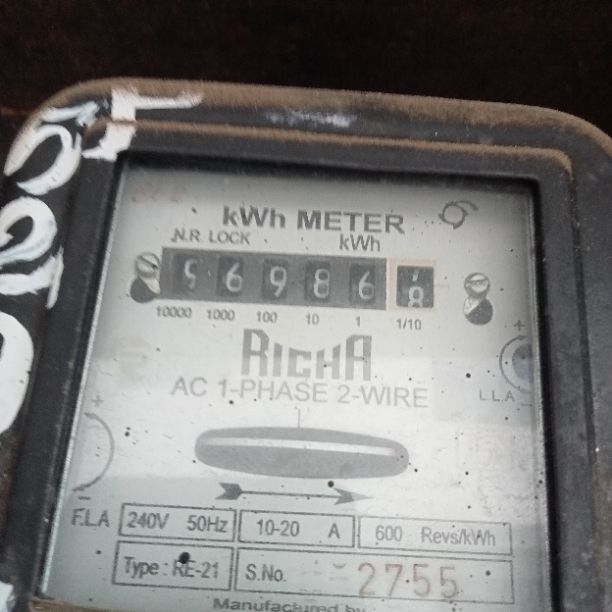 kWh METER
N.R. LOCK kWh
5 6 9 8 6 8
10000 1000 100 10 1 1/10
RICHA
AC 1-PHASE 2-WIRE
+
L.L.A -
+
-
F.L.A 240V 50Hz 10-20 A 600 Revs/kWh
Type : RE-21 S.No. 2755
Manufactured by